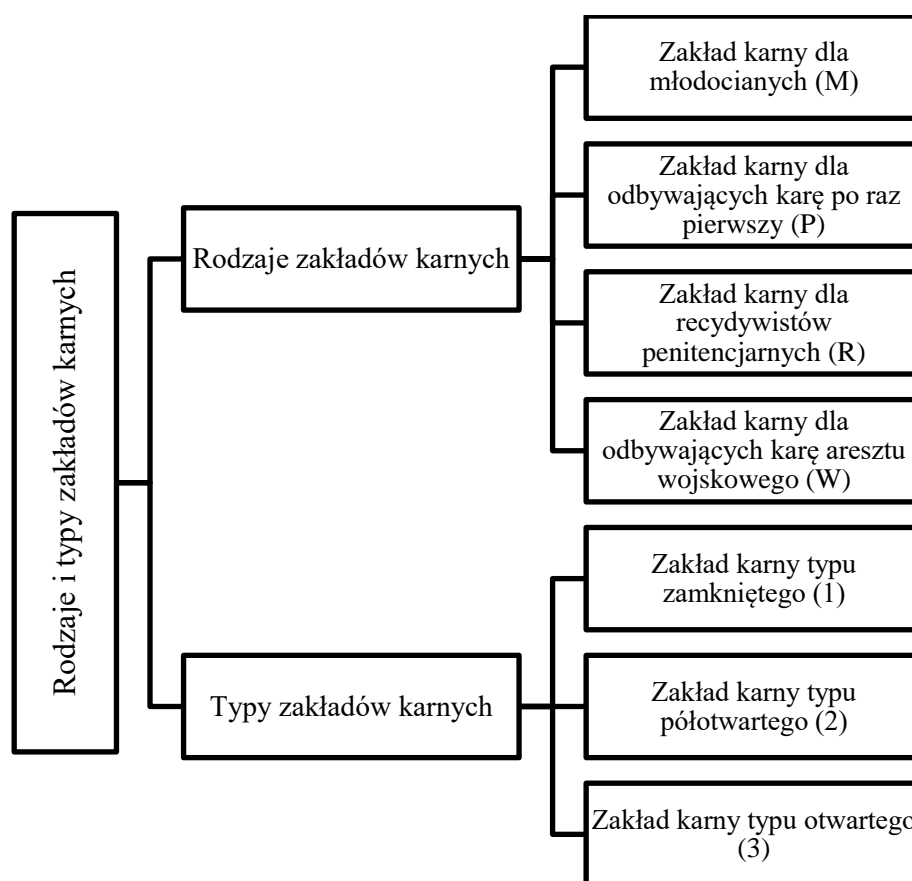 Rodzaje i typy zakładów karnych
Rodzaje zakładów karnych
Zakład karny dla
młodocianych (M)
Zakład karny dla
odbywających karę po raz
pierwszy (P)
Zakład karny dla
recydywistów
penitencjarnych (R)
Zakład karny dla
odbywających karę aresztu
wojskowego (W)
Typy zakładów karnych
Zakład karny typu
zamkniętego (1)
Zakład karny typu
półotwartego (2)
Zakład karny typu otwartego
(3)